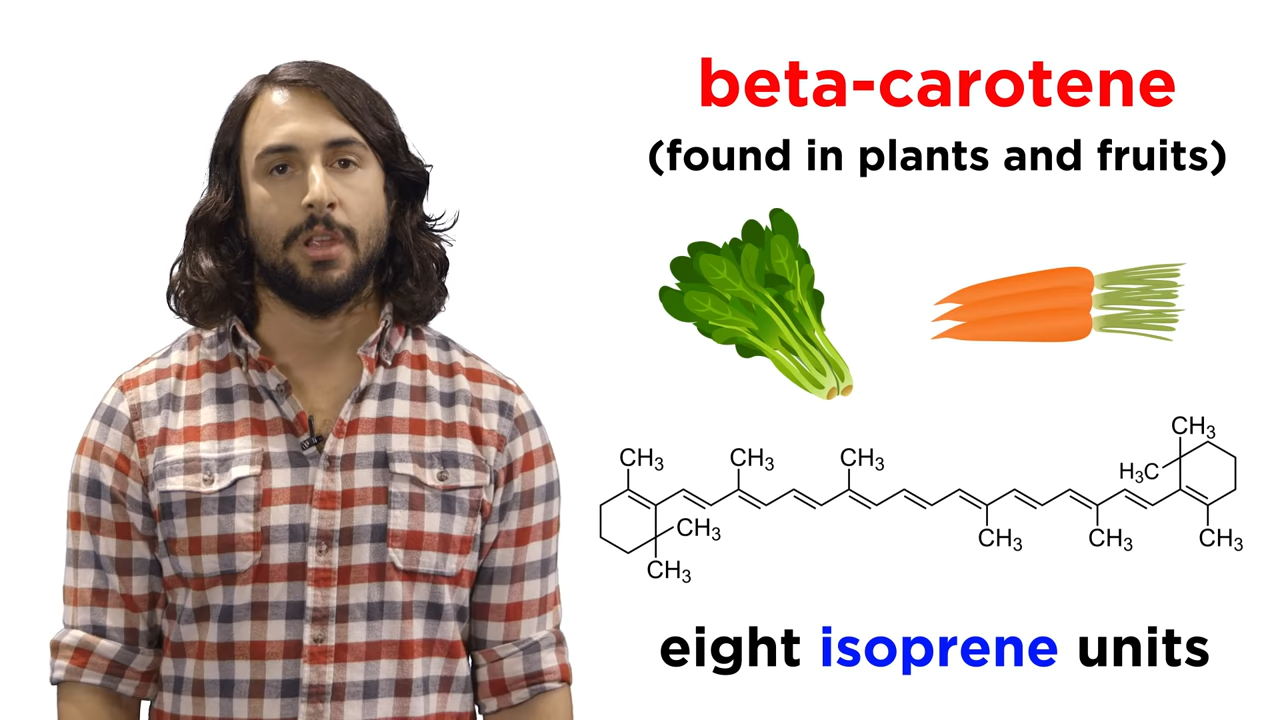 beta-carotene
(found in plants and fruits)
CH₃
CH₃
CH₃
CH₃
H₃C
CH₃
CH₃
CH₃
CH₃
CH₃
eight isoprene units